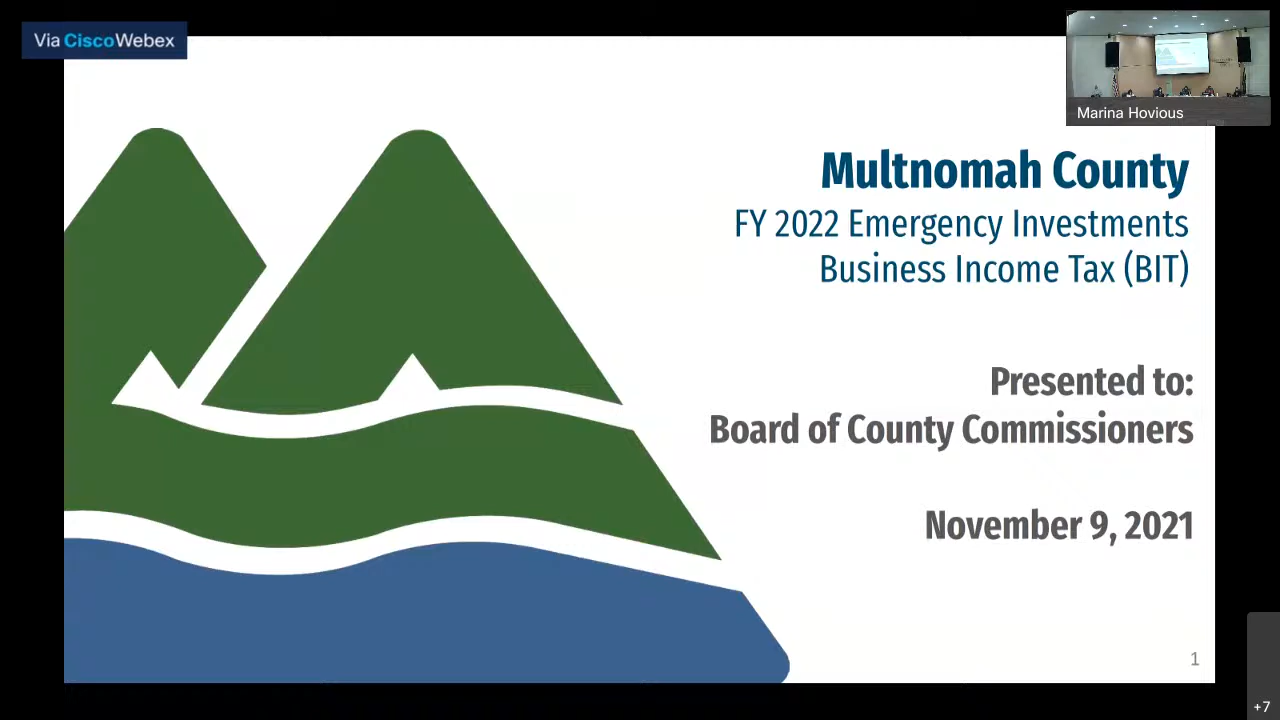 Via CiscoWebex
Marina Hovious
Multnomah County
FY 2022 Emergency Investments
Business Income Tax (BIT)
Presented to:
Board of County Commissioners
November 9, 2021
1
+7